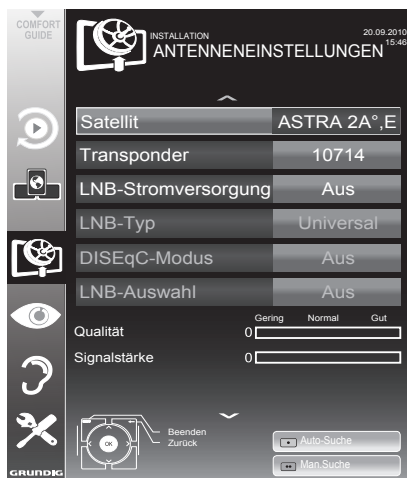 COMFORT
GUIDE
INSTALLATION
ANTENNENEINSTELLUNGEN
20.09.2010
15:46
Satellit ASTRA 2A°,E
Transponder 10714
LNB-Stromversorgung Aus
LNB-Typ Universal
DISEqC-Modus Aus
LNB-Auswahl Aus
Gering Normal Gut
Qualität 0
Signalstärke 0
OK
Beenden
Zurück
Auto-Suche
Man.Suche
GRUNDIG